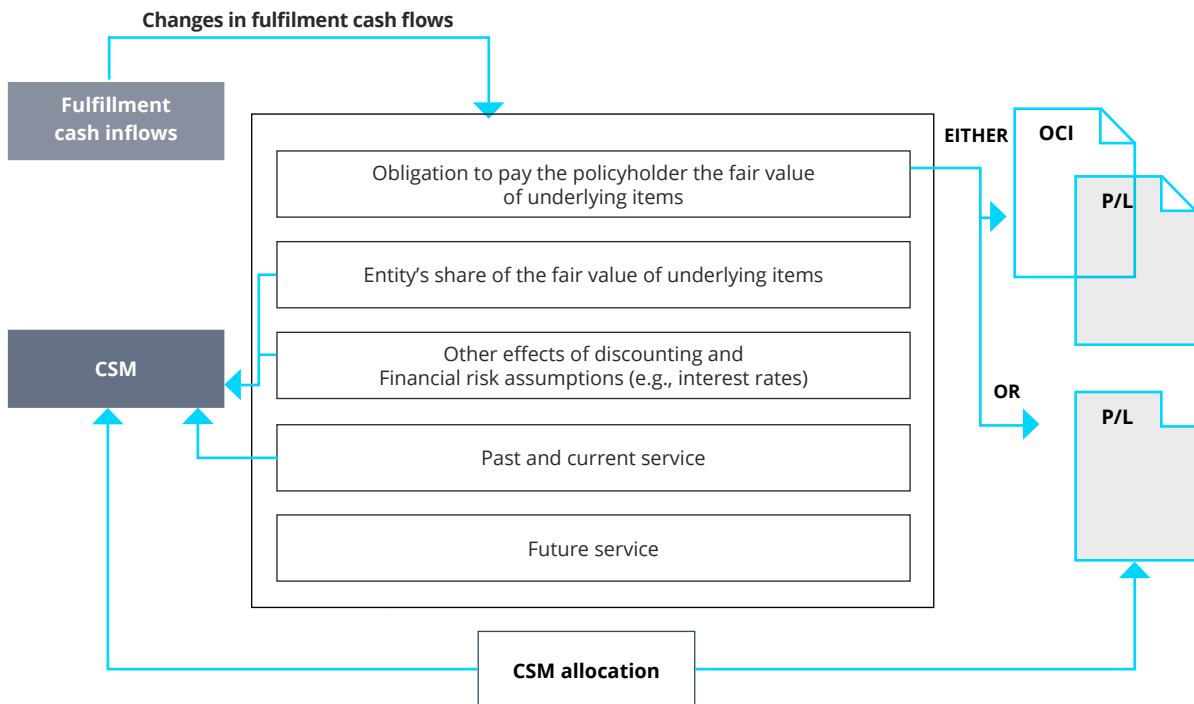 Changes in fulfilment cash flows
Fulfillment
cash inflows
EITHER
OCI
P/L
Obligation to pay the policyholder the fair value
of underlying items
Entity’s share of the fair value of underlying items
CSM
Other effects of discounting and
Financial risk assumptions (e.g., interest rates)
OR
P/L
Past and current service
Future service
CSM allocation